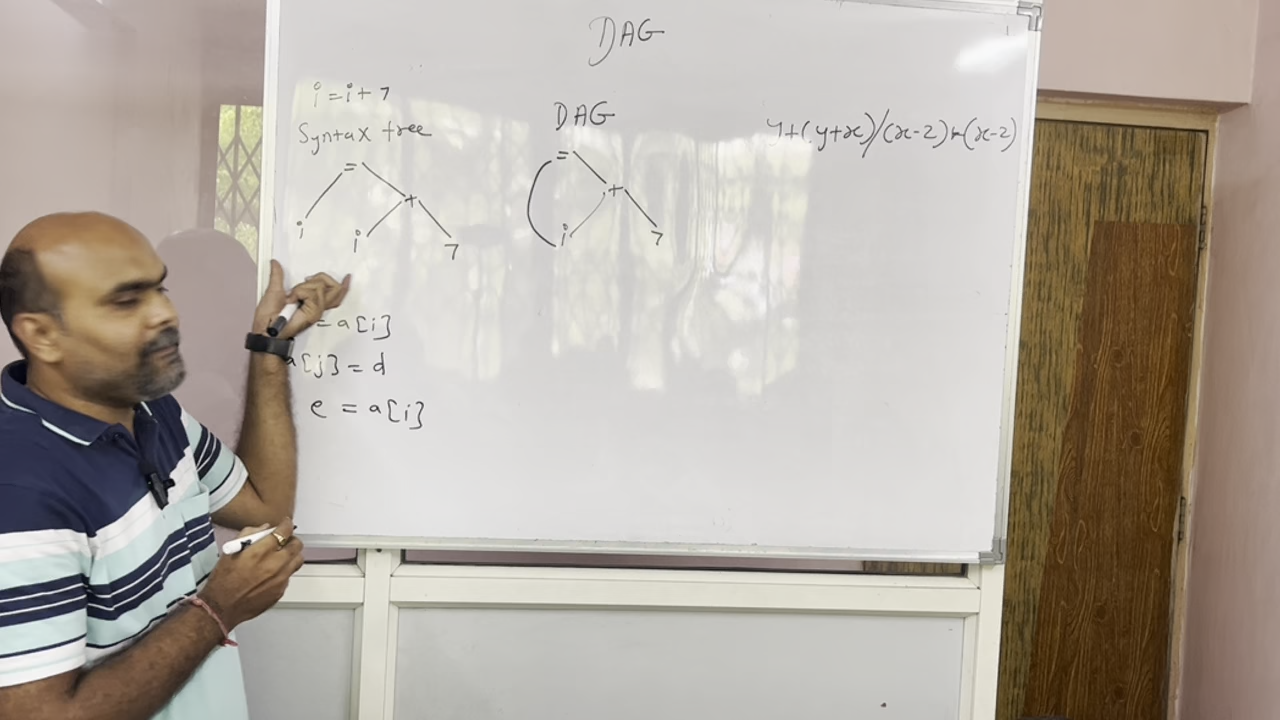 DAG
i = i + 7
Syntax tree
=
+
i
i
7
DAG
=
+
i
7
y+(y+x)/(x-2)*(x-2)
= a[i]
a[j] = d
e = a[i]